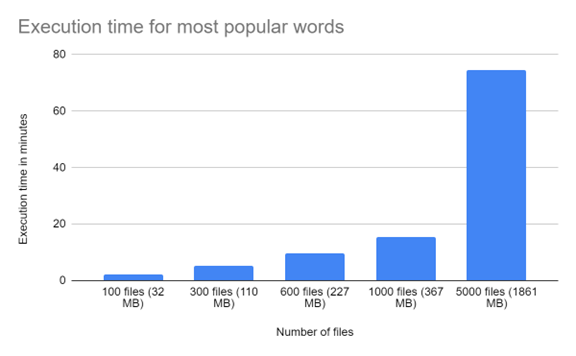 Execution time for most popular words
80
60
40
20
0
Execution time in minutes
100 files (32
MB)
300 files (110
MB)
600 files (227
MB)
1000 files (367
MB)
5000 files (1861
MB)
Number of files